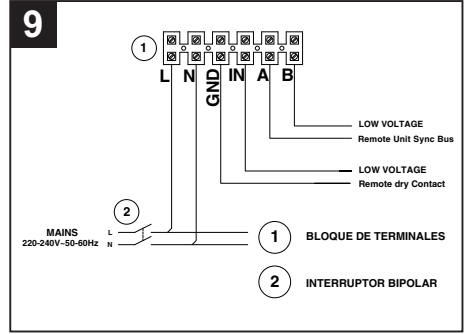 9
1
L N GND IN A B
LOW VOLTAGE
Remote Unit Sync Bus
LOW VOLTAGE
Remote dry Contact
2
MAINS L
220-240V~50-60Hz N
1 BLOQUE DE TERMINALES
2 INTERRUPTOR BIPOLAR